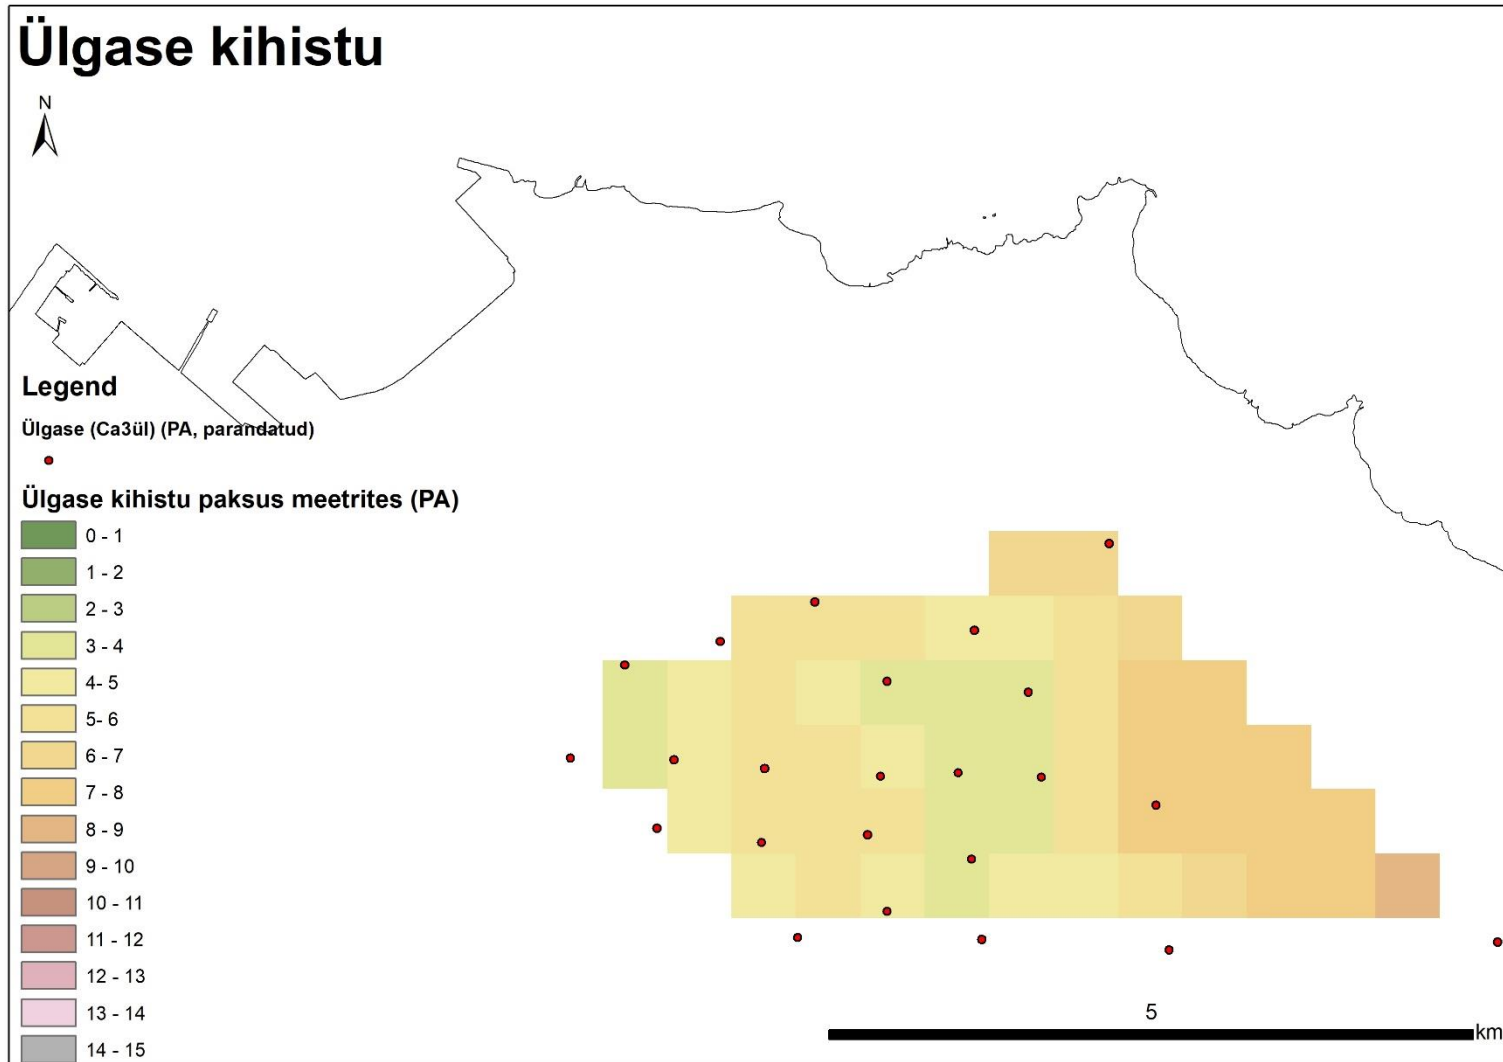 Ülgase kihistu
N
Legend
Ülgase (Ca3ül) (PA, parandatud)
Ülgase kihistu paksus meetrites (PA)
0 - 1
1 - 2
2 - 3
3 - 4
4- 5
5- 6
6 - 7
7 - 8
8 - 9
9 - 10
10 - 11
11 - 12
12 - 13
13 - 14
14 - 15
5
km